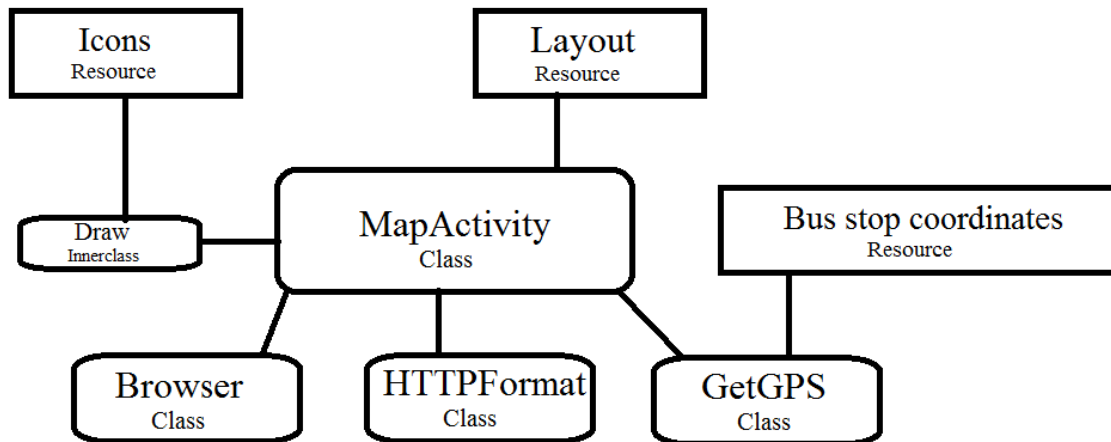 Icons
Resource
Layout
Resource
MapActivity
Class
Bus stop coordinates
Resource
Draw
Innerclass
Browser
Class
HTTPFormat
Class
GetGPS
Class